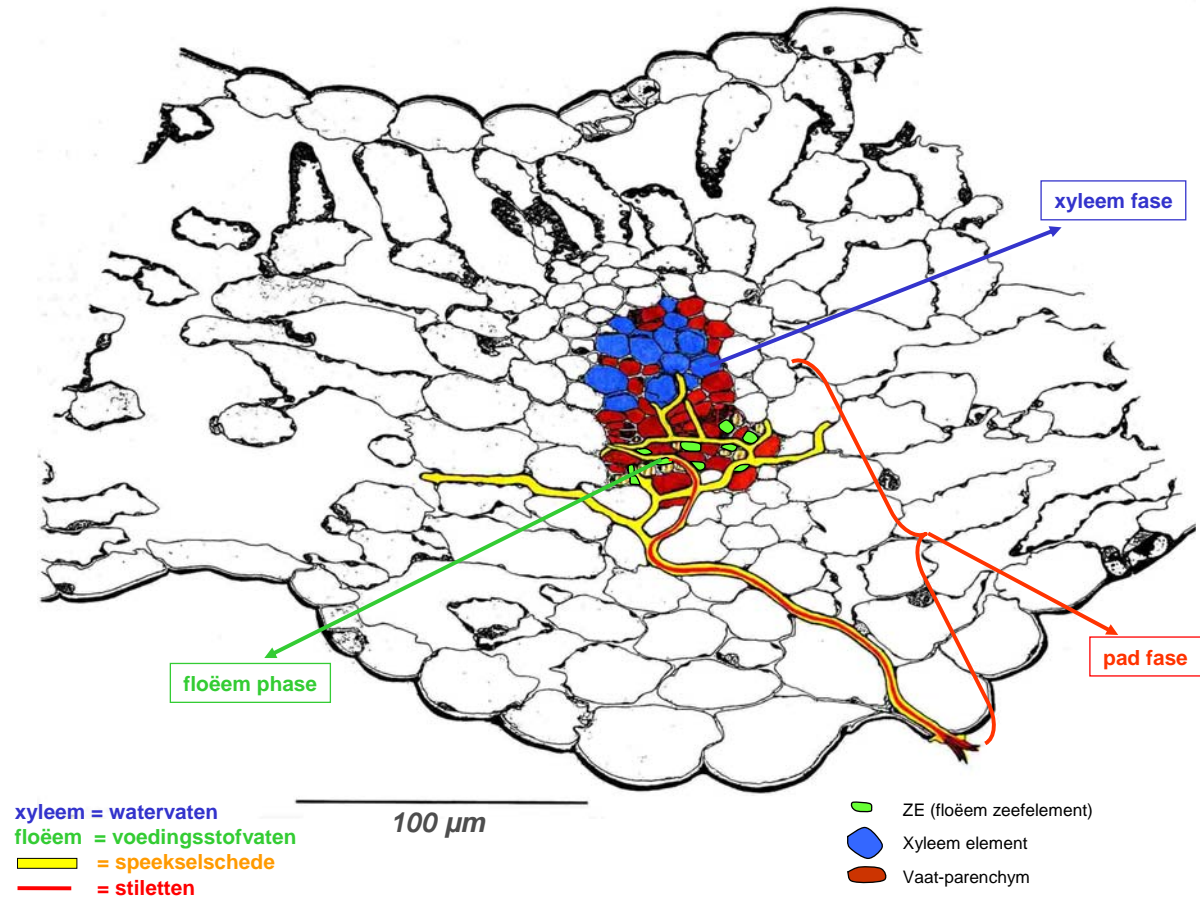 xyleem fase
floëem phase
pad fase
xyleem = watervaten
floëem = voedingsstofvaten
= speekselschede
= stiletten
100 µm
ZE (floëem zeefelement)
Xyleem element
Vaat-parenchym